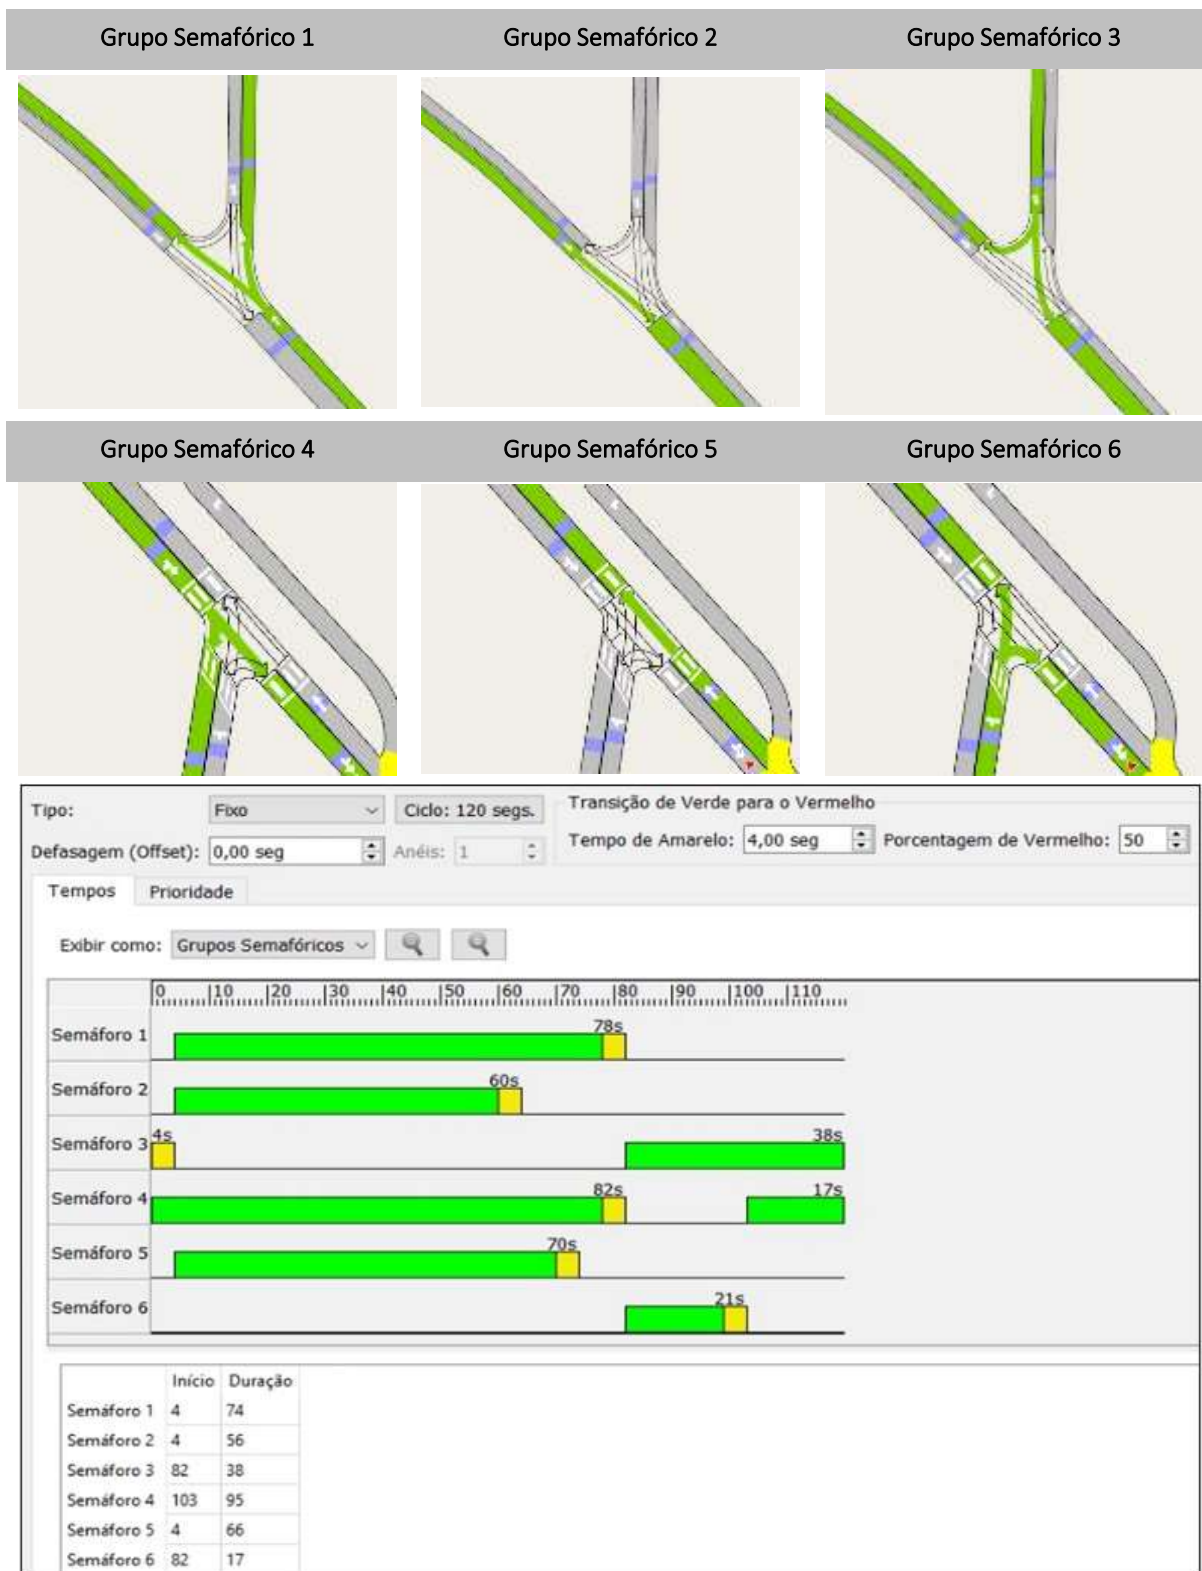 Grupo Semafórico 1 Grupo Semafórico 2 Grupo Semafórico 3
Grupo Semafórico 4 Grupo Semafórico 5 Grupo Semafórico 6
Tipo: Fixo Ciclo: 120 segs. Transição de Verde para o Vermelho
Defasagem (Offset): 0,00 seg Anéis: 1 Tempo de Amarelo: 4,00 seg Porcentagem de Vermelho: 50
Tempos Prioridade
Exibir como: Grupos Semafóricos
0 10 20 30 40 50 60 70 80 90 100 110
Semáforo 1 78s
Semáforo 2 60s
Semáforo 3 4s 38s
Semáforo 4 82s 17s
Semáforo 5 70s
Semáforo 6 21s
Início Duração
Semáforo 1 4 74
Semáforo 2 4 56
Semáforo 3 82 38
Semáforo 4 103 95
Semáforo 5 4 66
Semáforo 6 82 17